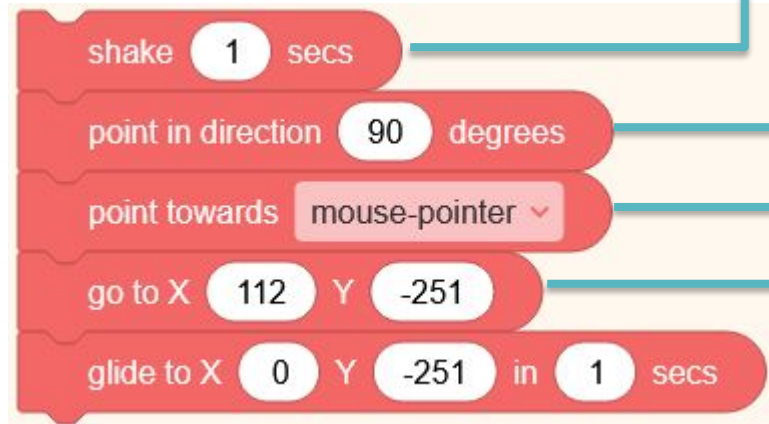 shake 1 secs
point in direction 90 degrees
point towards mouse-pointer
go to X 112 Y -251
glide to X 0 Y -251 in 1 secs